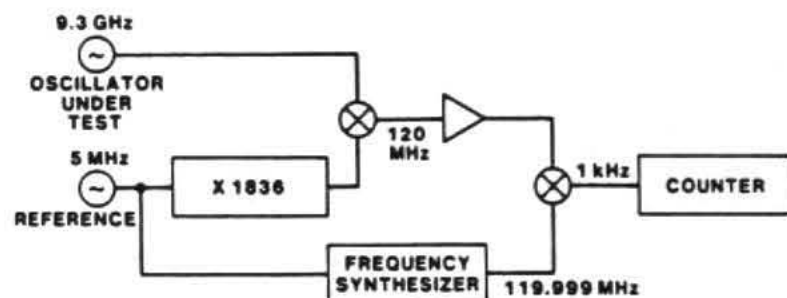 9.3 GHz
OSCILLATOR
UNDER
TEST
120
MHz
5 MHz
REFERENCE
X 1836
1 kHz
COUNTER
FREQUENCY
SYNTHESIZER
119.999 MHz